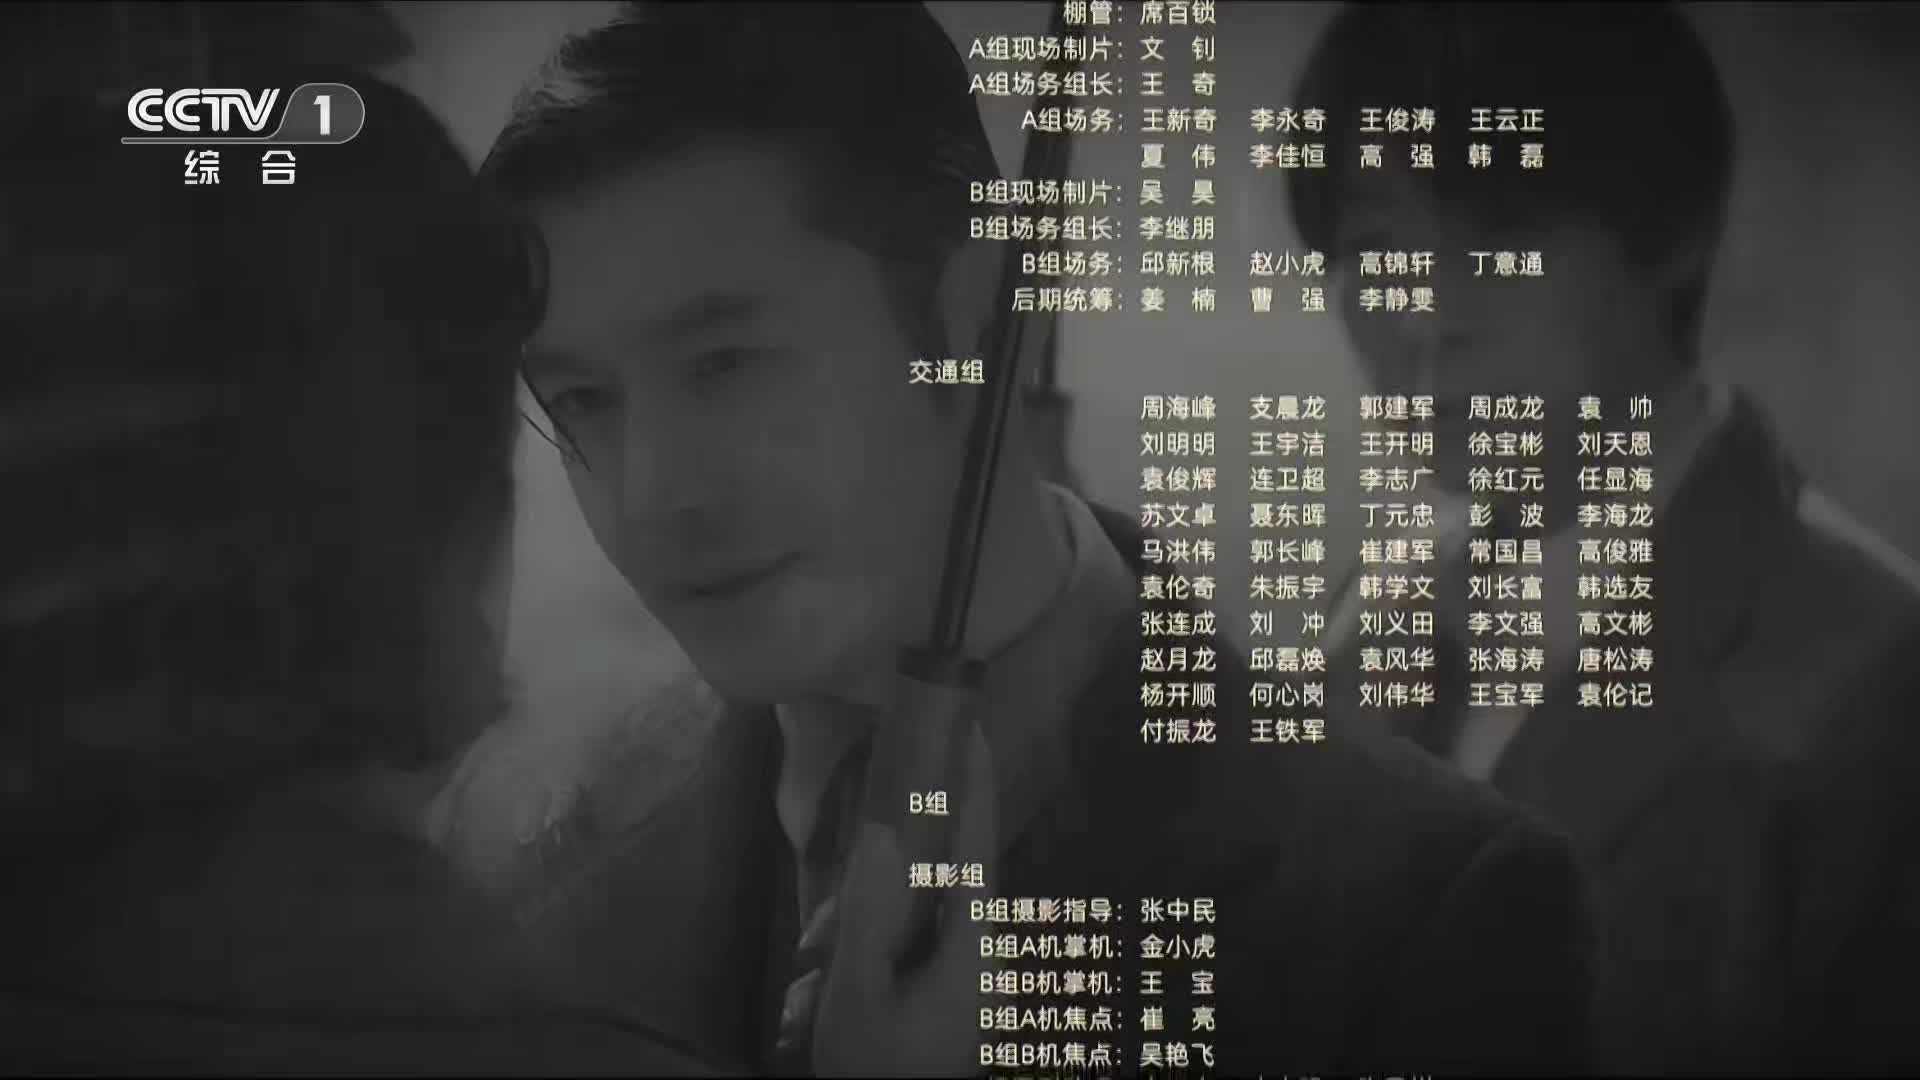 CCTV 1
综 合
棚管：席百锁
A组现场制片：文 钊
A组场务组长：王 奇
A组场务：王新奇 李永奇 王俊涛 王云正
夏 伟 李佳恒 高 强 韩 磊
B组现场制片：吴 昊
B组场务组长：李继朋
B组场务：邱新根 赵小虎 高锦轩 丁意通
后期统筹：姜 楠 曹 强 李静雯
交通组
周海峰 支晨龙 郭建军 周成龙 袁 帅
刘明明 王宇洁 王开明 徐宝彬 刘天恩
袁俊辉 连卫超 李志广 徐红元 任显海
苏文卓 聂东晖 丁元忠 彭 波 李海龙
马洪伟 郭长峰 崔建军 常国昌 高俊雅
袁伦奇 朱振宇 韩学文 刘长富 韩选友
张连成 刘 冲 刘义田 李文强 高文彬
赵月龙 邱磊焕 袁风华 张海涛 唐松涛
杨开顺 何心岗 刘伟华 王宝军 袁伦记
付振龙 王铁军
B组
摄影组
B组摄影指导：张中民
B组A机掌机：金小虎
B组B机掌机：王 宝
B组A机焦点：崔 亮
B组B机焦点：吴艳飞